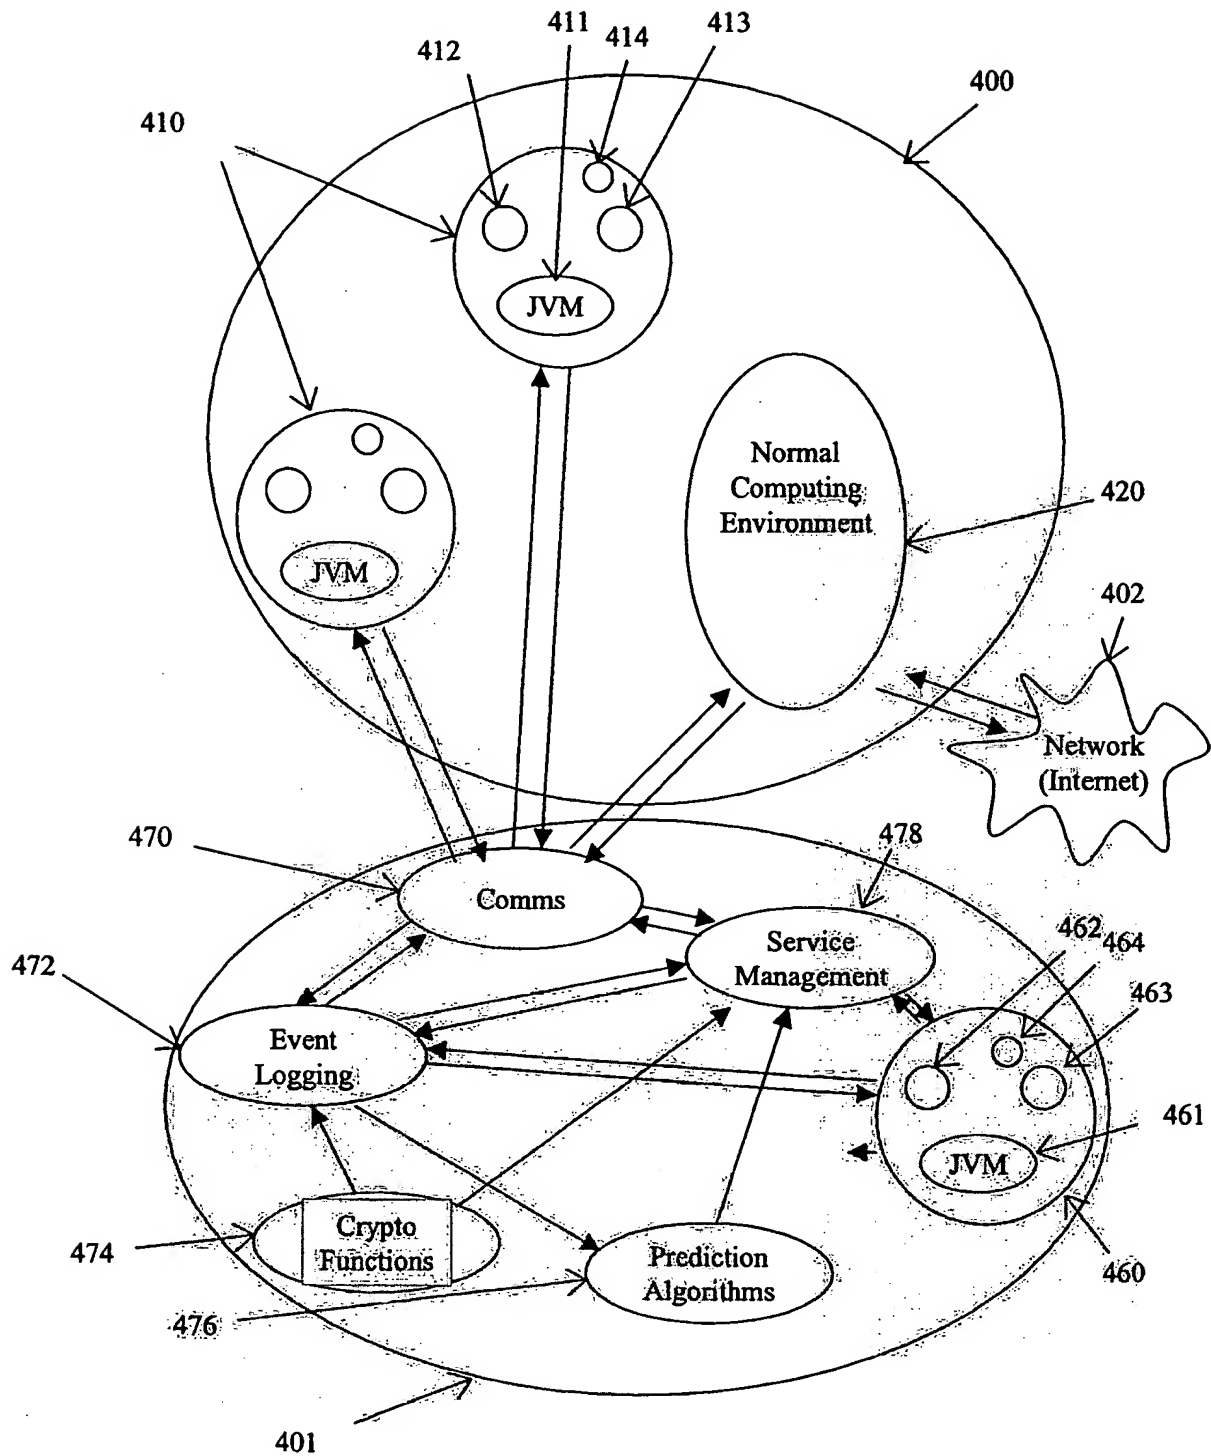 411
413
414
412
400
410
JVM
Normal
Computing
Environment
420
JVM
402
Network
(Internet)
470
478
Comms
462
464
Service
Management
472
463
Event
Logging
461
JVM
Crypto
Functions
474
Prediction
Algorithms
460
476
401